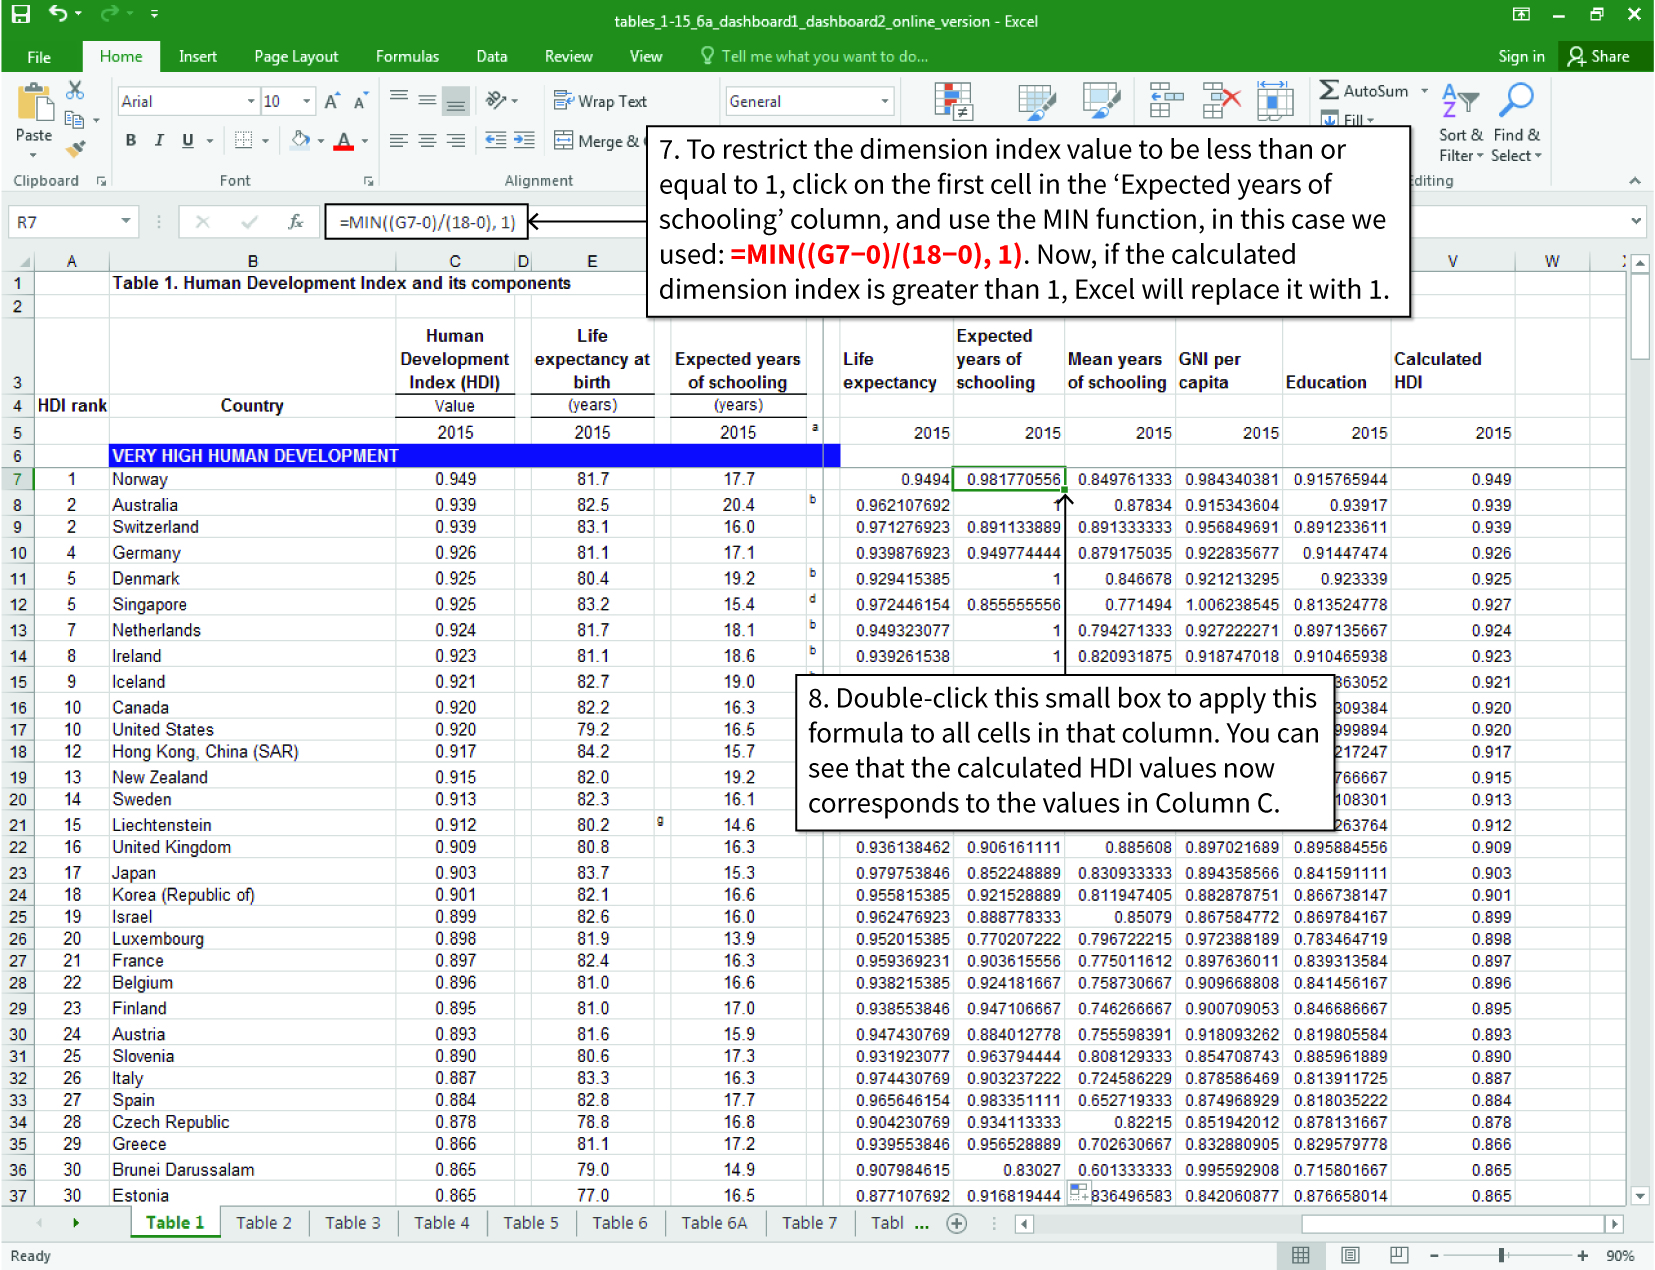 tables_1-15_6a_dashboard1_dashboard2_online_version - Excel
File Home Insert Page Layout Formulas Data Review View Tell me what you want to do... Sign in Share
Arial 10 A A Wrap Text General AutoSum
Paste B I U A Merge & Fill Sort & Filter Find & Select
Clipboard Font Alignment diting
R7 fx =MIN((G7-0)/(18-0), 1)
7. To restrict the dimension index value to be less than or
equal to 1, click on the first cell in the ‘Expected years of
schooling’ column, and use the MIN function, in this case we
used: =MIN((G7−0)/(18−0), 1). Now, if the calculated
dimension index is greater than 1, Excel will replace it with 1.
A B C D E V W
1 Table 1. Human Development Index and its components
2
Human Life Expected
Development expectancy at Expected years Life years of Mean years GNI per Calculated
3 Index (HDI) birth of schooling expectancy schooling of schooling capita Education HDI
4 HDI rank Country Value (years) (years)
5 2015 2015 2015 a 2015 2015 2015 2015 2015 2015
6 VERY HIGH HUMAN DEVELOPMENT
7 1 Norway 0.949 81.7 17.7 0.9494 0.981770556 0.849761333 0.984340381 0.915765944 0.949
8 2 Australia 0.939 82.5 20.4 b 0.962107692 1 0.87834 0.915343604 0.93917 0.939
9 2 Switzerland 0.939 83.1 16.0 0.971276923 0.891133889 0.891333333 0.956849691 0.891233611 0.939
10 4 Germany 0.926 81.1 17.1 0.939876923 0.949774444 0.879175035 0.922835677 0.91447474 0.926
11 5 Denmark 0.925 80.4 19.2 b 0.929415385 1 0.846678 0.921213295 0.923339 0.925
12 5 Singapore 0.925 83.2 15.4 d 0.972446154 0.855555556 0.771494 1.006238545 0.813524778 0.927
13 7 Netherlands 0.924 81.7 18.1 b 0.949323077 1 0.794271333 0.927222271 0.897135667 0.924
14 8 Ireland 0.923 81.1 18.6 b 0.939261538 1 0.820931875 0.918747018 0.910465938 0.923
15 9 Iceland 0.921 82.7 19.0 363052 0.921
16 10 Canada 0.920 82.2 16.3 309384 0.920
17 10 United States 0.920 79.2 16.5 999894 0.920
18 12 Hong Kong, China (SAR) 0.917 84.2 15.7 217247 0.917
19 13 New Zealand 0.915 82.0 19.2 766667 0.915
20 14 Sweden 0.913 82.3 16.1 108301 0.913
21 15 Liechtenstein 0.912 80.2 g 14.6 263764 0.912
8. Double-click this small box to apply this
formula to all cells in that column. You can
see that the calculated HDI values now
corresponds to the values in Column C.
22 16 United Kingdom 0.909 80.8 16.3 0.936138462 0.906161111 0.885608 0.897021689 0.895884556 0.909
23 17 Japan 0.903 83.7 15.3 0.979753846 0.852248889 0.830933333 0.894358566 0.841591111 0.903
24 18 Korea (Republic of) 0.901 82.1 16.6 0.955815385 0.921528889 0.811947405 0.882878751 0.866738147 0.901
25 19 Israel 0.899 82.6 16.0 0.962476923 0.888778333 0.85079 0.867584772 0.869784167 0.899
26 20 Luxembourg 0.898 81.9 13.9 0.952015385 0.770207222 0.796722215 0.972388189 0.783464719 0.898
27 21 France 0.897 82.4 16.3 0.959369231 0.903615556 0.775011612 0.897636011 0.839313584 0.897
28 22 Belgium 0.896 81.0 16.6 0.938215385 0.924181667 0.758730667 0.909668808 0.841456167 0.896
29 23 Finland 0.895 81.0 17.0 0.938553846 0.947106667 0.746266667 0.900709053 0.846686667 0.895
30 24 Austria 0.893 81.6 15.9 0.947430769 0.884012778 0.755598391 0.918093262 0.819805584 0.893
31 25 Slovenia 0.890 80.6 17.3 0.931923077 0.963794444 0.808129333 0.854708743 0.885961889 0.890
32 26 Italy 0.887 83.3 16.3 0.974430769 0.903237222 0.724586229 0.878586469 0.813911725 0.887
33 27 Spain 0.884 82.8 17.7 0.965646154 0.983351111 0.652719333 0.874968929 0.818035222 0.884
34 28 Czech Republic 0.878 78.8 16.8 0.904230769 0.934113333 0.82215 0.851942012 0.878131667 0.878
35 29 Greece 0.866 81.1 17.2 0.939553846 0.956528889 0.702630667 0.832880905 0.829579778 0.866
36 30 Brunei Darussalam 0.865 79.0 14.9 0.907984615 0.83027 0.601333333 0.995592908 0.715801667 0.865
37 30 Estonia 0.865 77.0 16.5 0.877107692 0.916819444 836496583 0.842060877 0.876658014 0.865
Table 1 Table 2 Table 3 Table 4 Table 5 Table 6 Table 6A Table 7 Tabl ...
Ready 90%